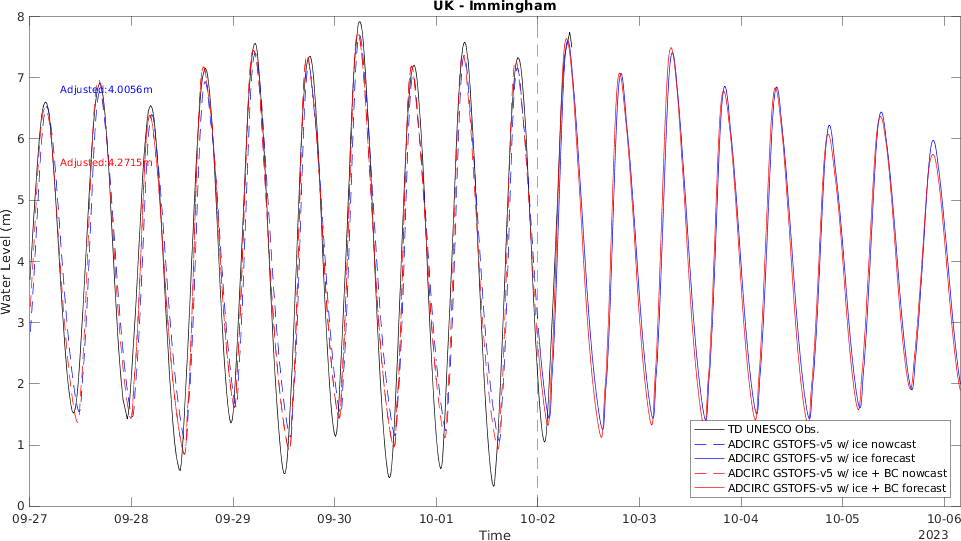 UK - Immingham
8
7
6
5
4
3
2
1
0
Water Level (m)
Adjusted:4.0056m
Adjusted:4.2715m
TD UNESCO Obs.
ADCIRC GSTOFS-v5 w/ ice nowcast
ADCIRC GSTOFS-v5 w/ ice forecast
ADCIRC GSTOFS-v5 w/ ice + BC nowcast
ADCIRC GSTOFS-v5 w/ ice + BC forecast
09-27 09-28 09-29 09-30 10-01 10-02 10-03 10-04 10-05 10-06
Time
2023